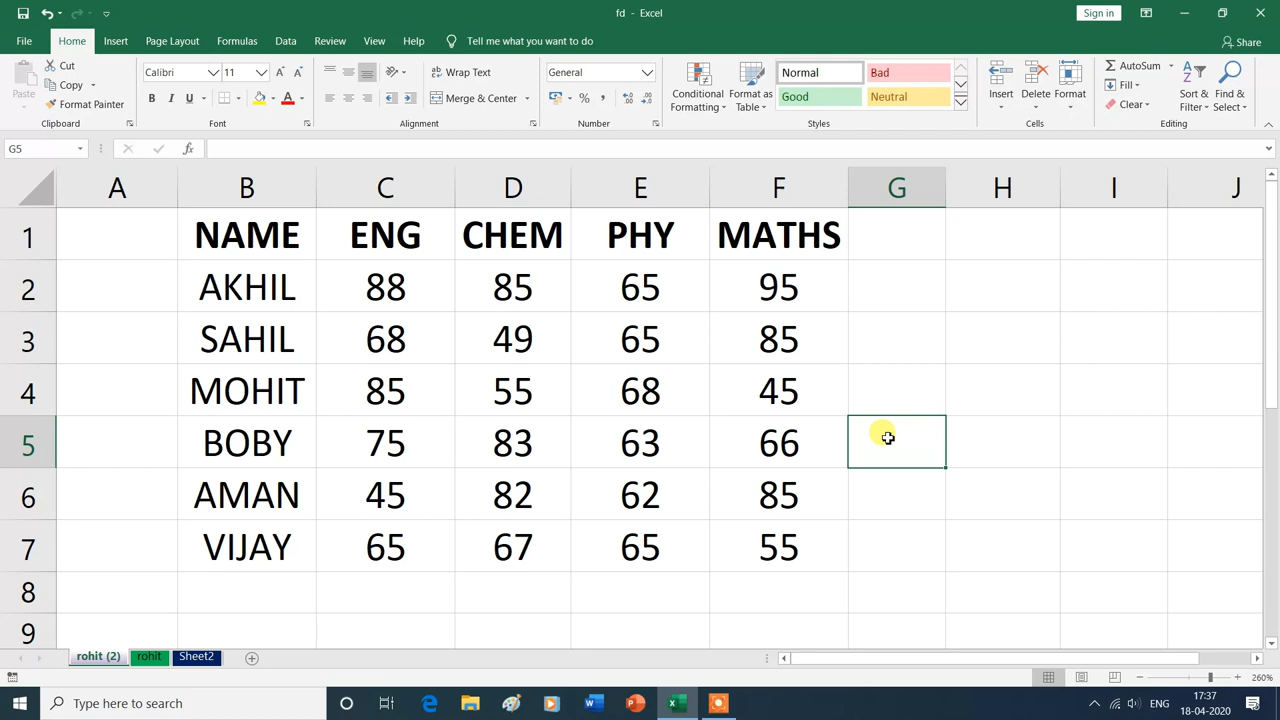 fd - Excel
Sign in
File Home Insert Page Layout Formulas Data Review View Help Tell me what you want to do Share
Paste Cut Copy Format Painter Clipboard
Calibri 11 B I U A A A Font
Wrap Text Merge & Center Alignment
General % , Number
Conditional Formatting Format as Table Normal Bad Good Neutral Styles
Insert Delete Format Cells
AutoSum Fill Clear Sort & Filter Find & Select Editing
G5 fx
A B C D E F G H I J
1 NAME ENG CHEM PHY MATHS
2 AKHIL 88 85 65 95
3 SAHIL 68 49 65 85
4 MOHIT 85 55 68 45
5 BOBY 75 83 63 66
6 AMAN 45 82 62 85
7 VIJAY 65 67 65 55
8
9
rohit (2) rohit Sheet2
260%
Type here to search
ENG 17:37
18-04-2020